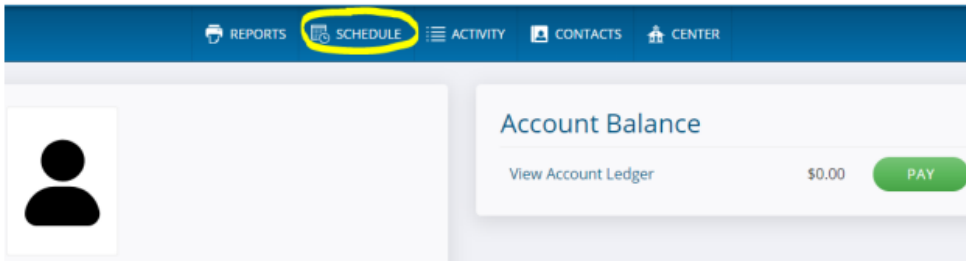 REPORTS SCHEDULE ACTIVITY CONTACTS CENTER
Account Balance
View Account Ledger $0.00 PAY